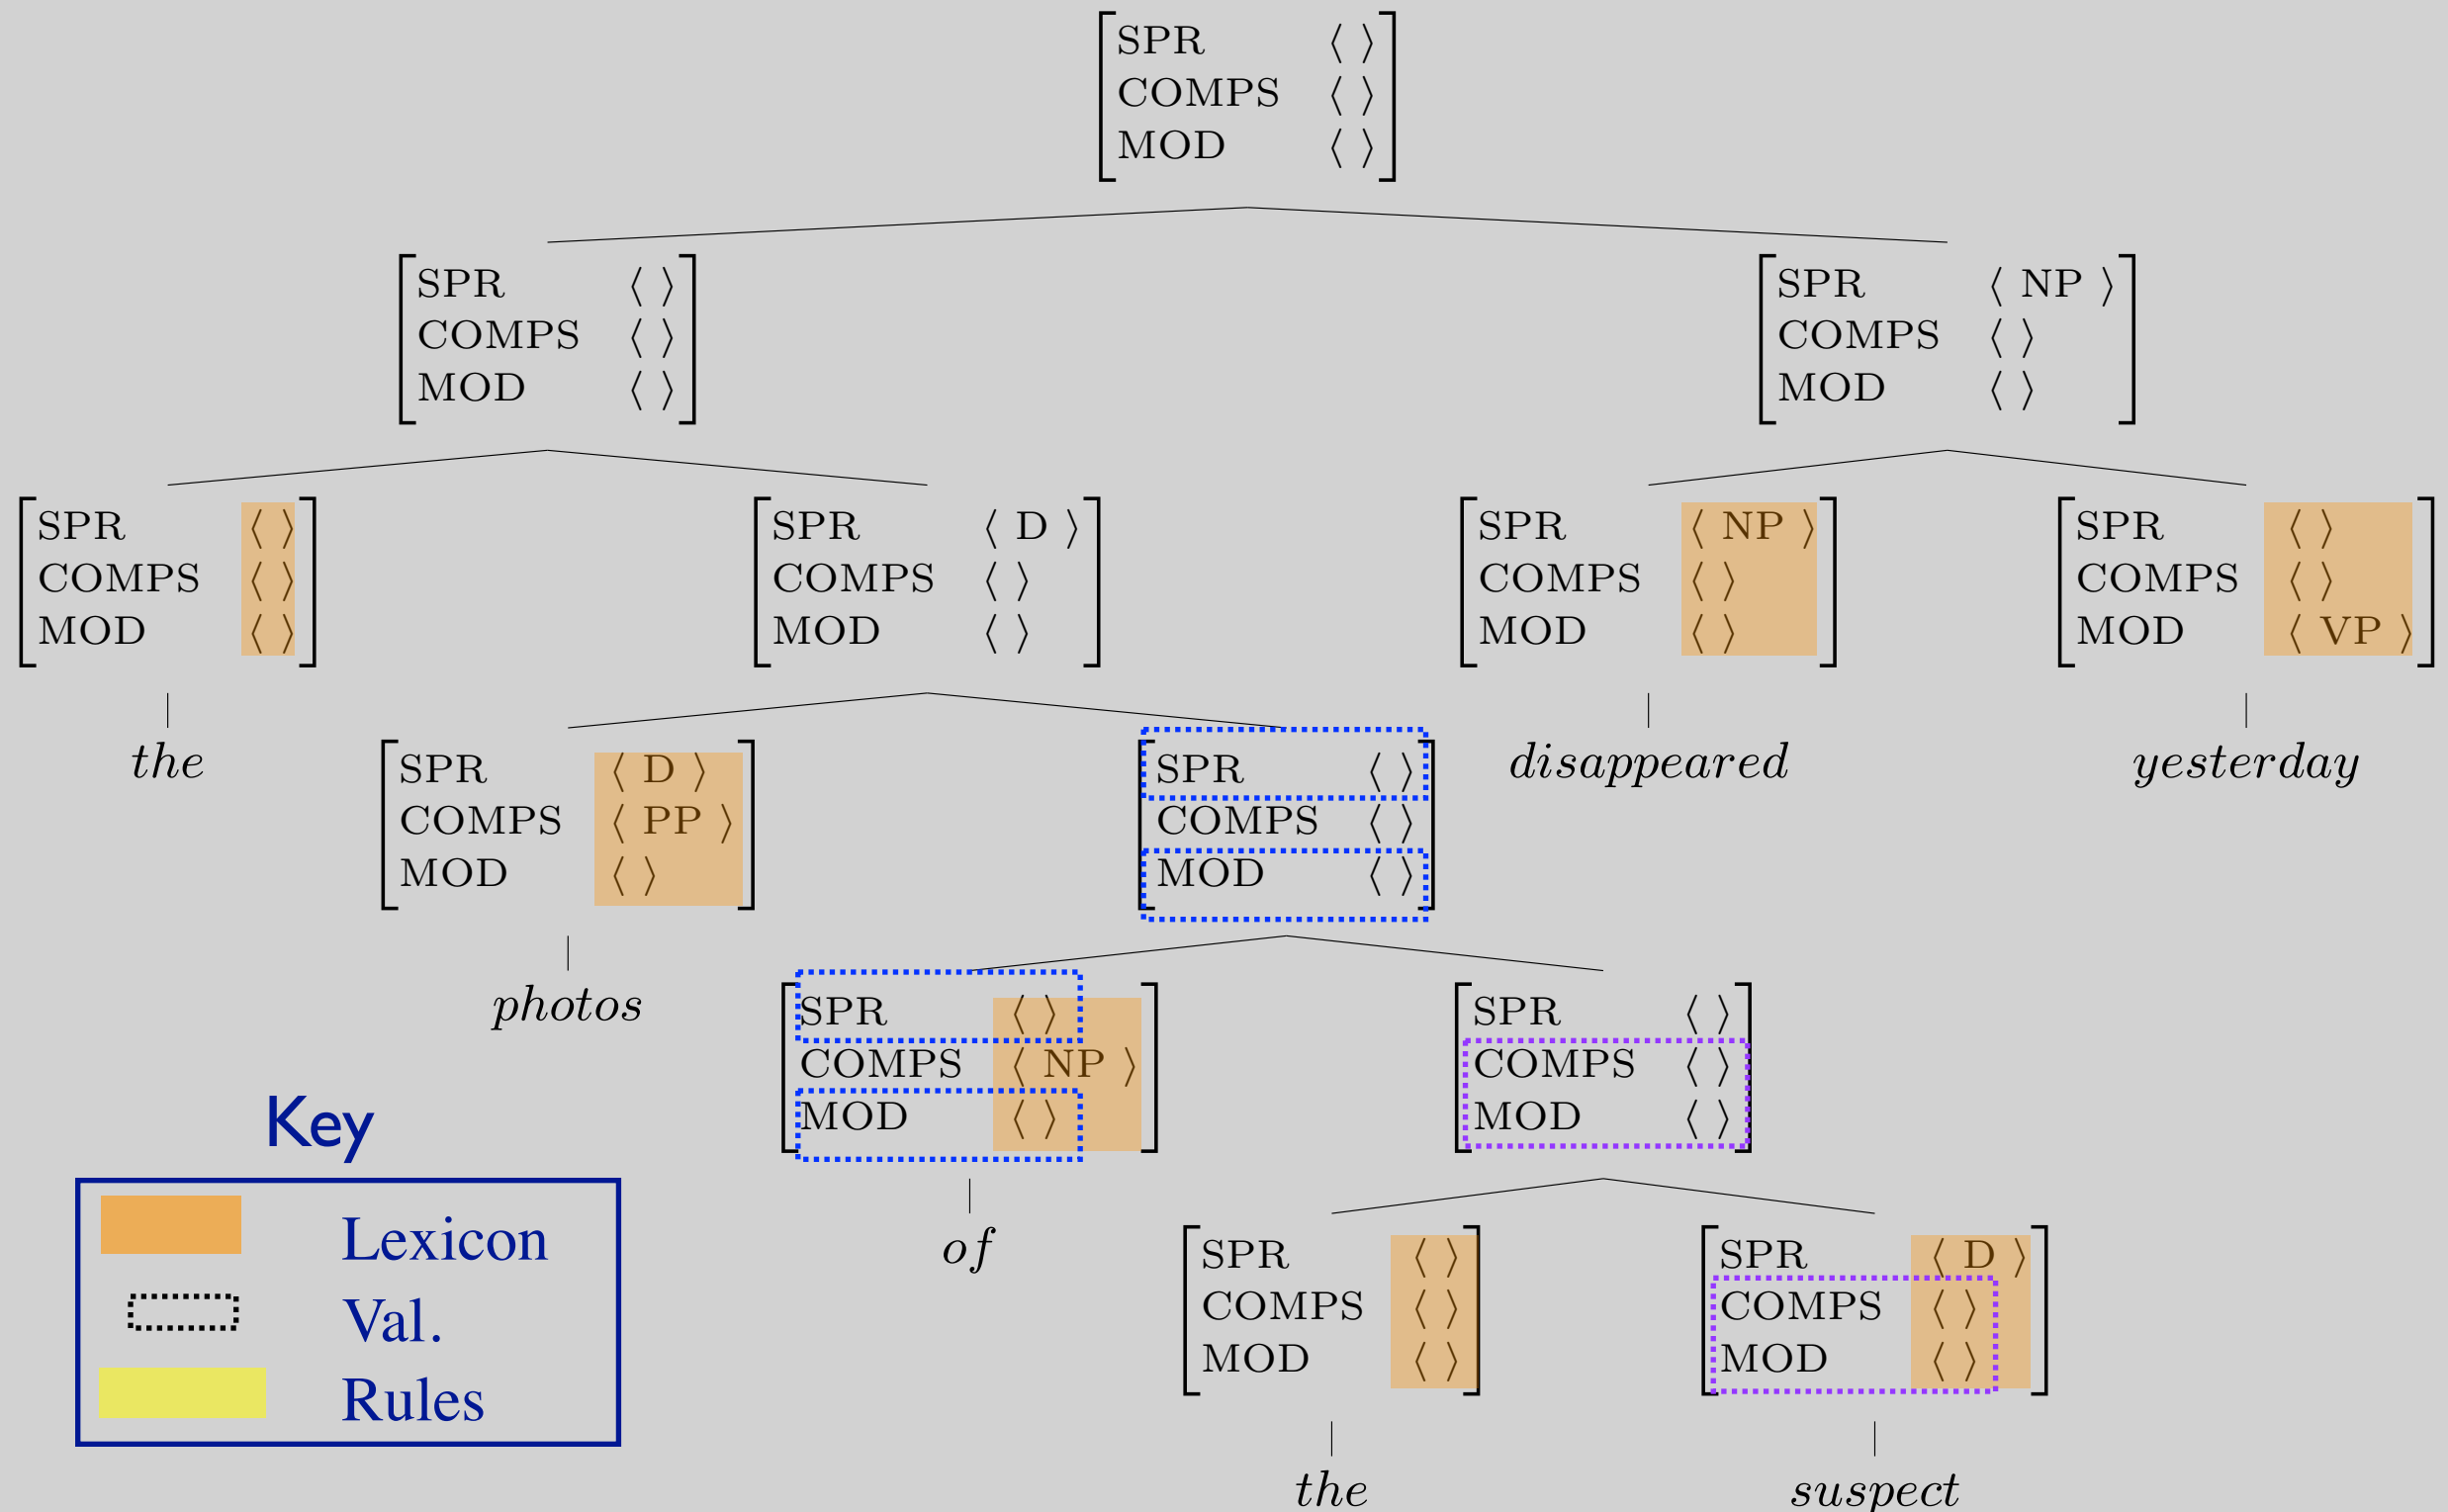 SPR ⟨ ⟩
COMPS ⟨ ⟩
MOD ⟨ ⟩
SPR ⟨ ⟩
COMPS ⟨ ⟩
MOD ⟨ ⟩
SPR ⟨ NP ⟩
COMPS ⟨ ⟩
MOD ⟨ ⟩
SPR ⟨ ⟩
COMPS ⟨ ⟩
MOD ⟨ ⟩
the
SPR ⟨ D ⟩
COMPS ⟨ ⟩
MOD ⟨ ⟩
SPR ⟨ NP ⟩
COMPS ⟨ ⟩
MOD ⟨ ⟩
disappeared
SPR ⟨ ⟩
COMPS ⟨ ⟩
MOD ⟨ VP ⟩
yesterday
SPR ⟨ D ⟩
COMPS ⟨ PP ⟩
MOD ⟨ ⟩
photos
SPR ⟨ ⟩
COMPS ⟨ ⟩
MOD ⟨ ⟩
SPR ⟨ ⟩
COMPS ⟨ NP ⟩
MOD ⟨ ⟩
of
SPR ⟨ ⟩
COMPS ⟨ ⟩
MOD ⟨ ⟩
SPR ⟨ ⟩
COMPS ⟨ ⟩
MOD ⟨ ⟩
the
SPR ⟨ D ⟩
COMPS ⟨ ⟩
MOD ⟨ ⟩
suspect
Key
Lexicon
Val.
Rules